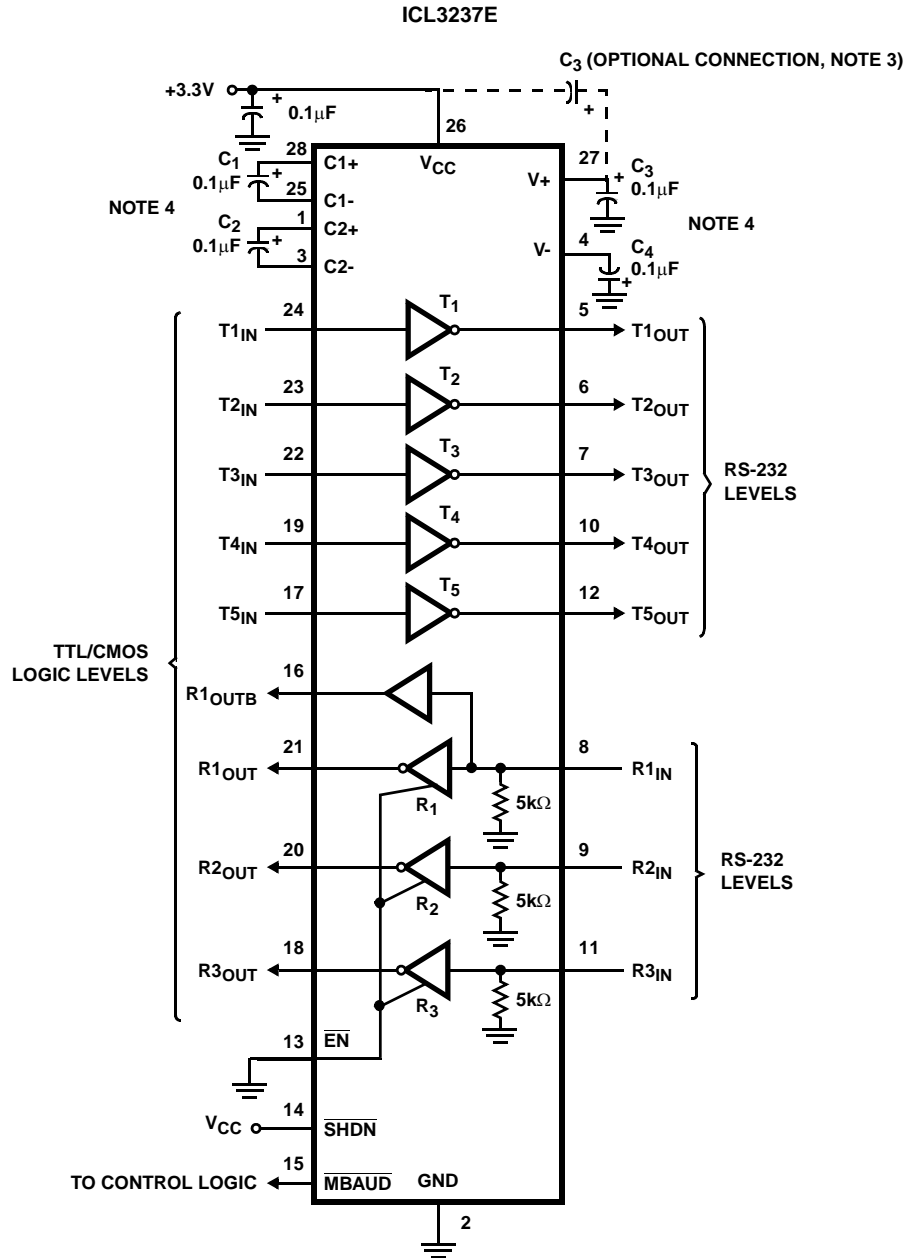 ICL3237E
C3 (OPTIONAL CONNECTION, NOTE 3)
+3.3V
+
0.1μF
+
26
VCC
28
C1+
C1
0.1μF
+
25
C1-
NOTE 4
1
C2+
C2
0.1μF
+
3
C2-
27
V+
+
C3
0.1μF
NOTE 4
4
V-
C4
0.1μF
+
T1IN
24
T1
5
T1OUT
T2IN
23
T2
6
T2OUT
T3IN
22
T3
7
T3OUT
RS-232
LEVELS
T4IN
19
T4
10
T4OUT
T5IN
17
T5
12
T5OUT
TTL/CMOS
LOGIC LEVELS
R1OUTB
16
R1OUT
21
R1
8
R1IN
5kΩ
R2OUT
20
R2
9
R2IN
5kΩ
RS-232
LEVELS
R3OUT
18
R3
11
R3IN
5kΩ
13
EN
VCC
14
SHDN
TO CONTROL LOGIC
15
MBAUD
GND
2